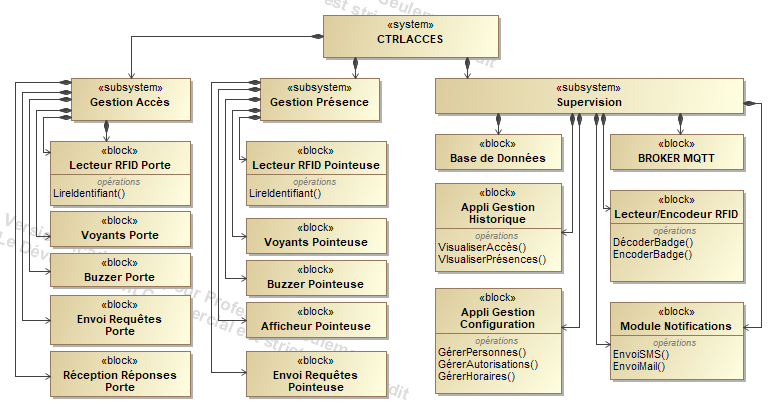 «system»
CTRLACCES
«subsystem»
Gestion Accès
«subsystem»
Gestion Présence
«subsystem»
Supervision
«block»
Lecteur RFID Porte
opérations
LireIdentifiant()
«block»
Voyants Porte
«block»
Buzzer Porte
«block»
Envoi Requêtes
Porte
«block»
Réception Réponses
Porte
«block»
Lecteur RFID Pointeuse
opérations
LireIdentifiant()
«block»
Voyants Pointeuse
«block»
Buzzer Pointeuse
«block»
Afficheur Pointeuse
«block»
Envoi Requêtes
Pointeuse
«block»
Base de Données
«block»
Appli Gestion
Historique
opérations
VisualiserAccès()
VIsualiserPrésences()
«block»
Appli Gestion
Configuration
opérations
GérerPersonnes()
GérerAutorisations()
GérerHoraires()
«block»
BROKER MQTT
«block»
Lecteur/Encodeur RFID
opérations
DécoderBadge()
EncoderBadge()
«block»
Module Notifications
opérations
EnvoiSMS()
EnvoiMail()